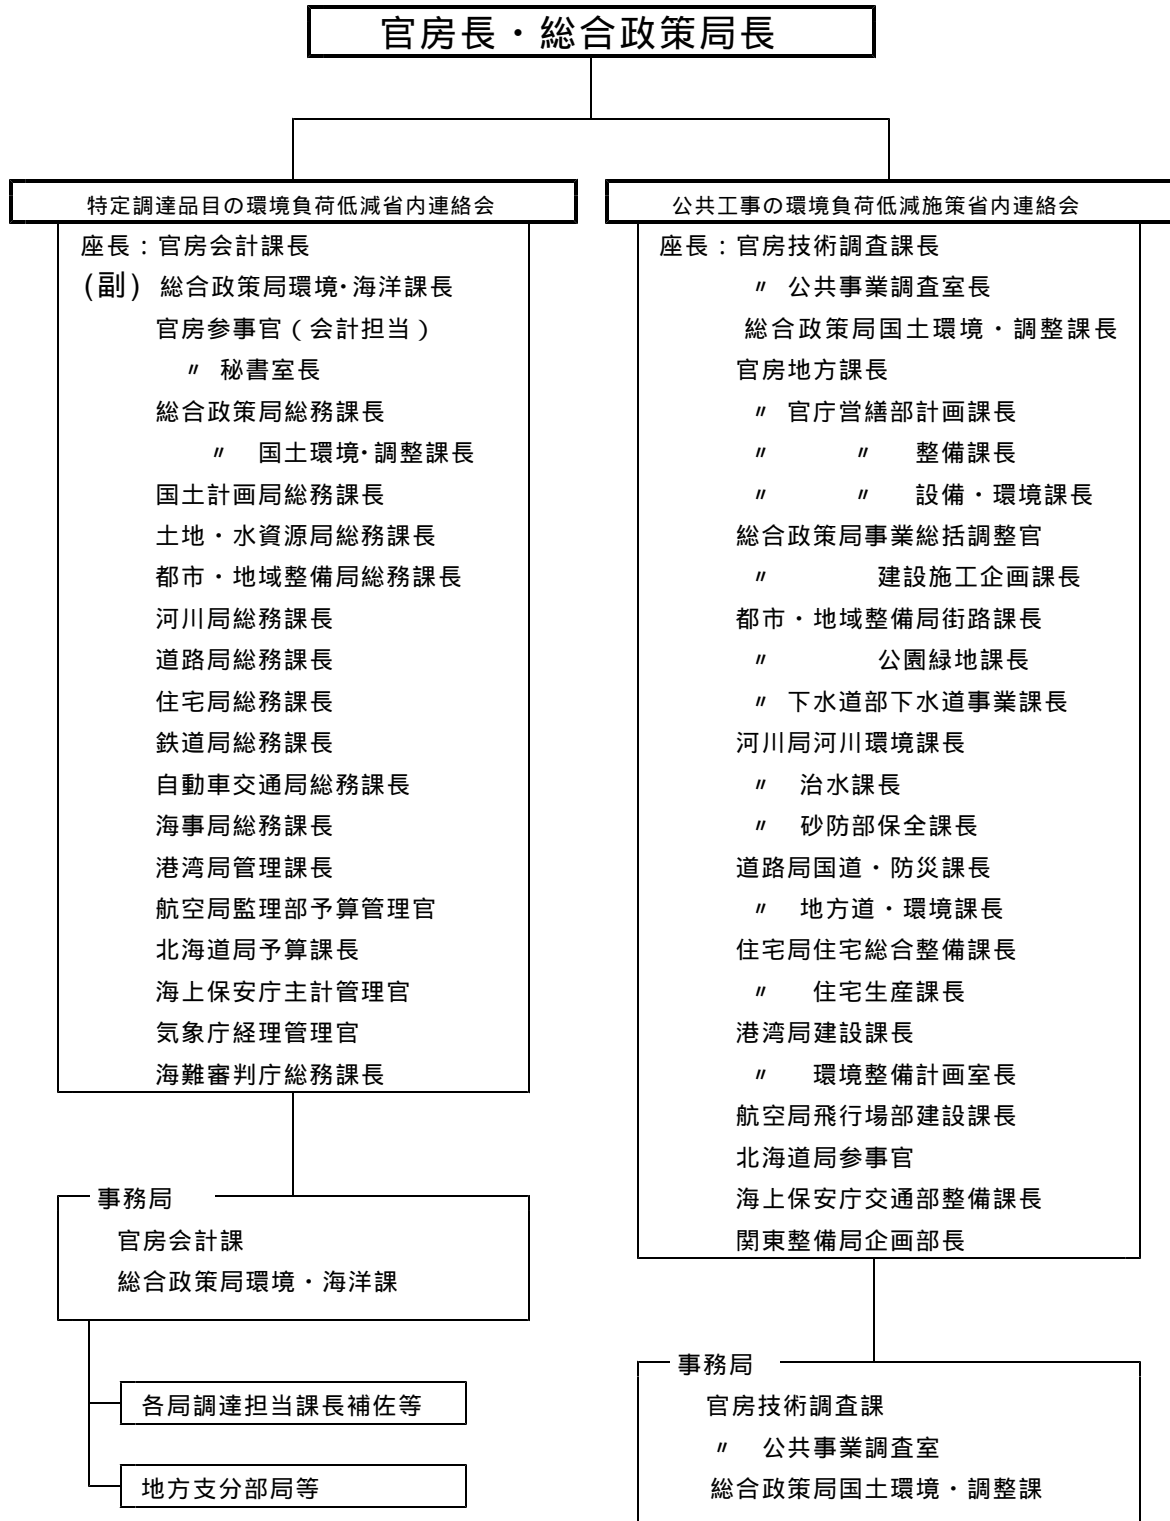 官房長・総合政策局長
特定調達品目の環境負荷低減省内連絡会
座長：官房会計課長
(副) 総合政策局環境・海洋課長
官房参事官（会計担当）
〃 秘書室長
総合政策局総務課長
〃 国土環境・調整課長
国土計画局総務課長
土地・水資源局総務課長
都市・地域整備局総務課長
河川局総務課長
道路局総務課長
住宅局総務課長
鉄道局総務課長
自動車交通局総務課長
海事局総務課長
港湾局管理課長
航空局監理部予算管理官
北海道局予算課長
海上保安庁主計管理官
気象庁経理管理官
海難審判庁総務課長
事務局
官房会計課
総合政策局環境・海洋課
各局調達担当課長補佐等
地方支分部局等
公共工事の環境負荷低減施策省内連絡会
座長：官房技術調査課長
〃 公共事業調査室長
総合政策局国土環境・調整課長
官房地方課長
〃 官庁営繕部計画課長
〃 〃 整備課長
〃 〃 設備・環境課長
総合政策局事業総括調整官
〃 建設施工企画課長
都市・地域整備局街路課長
〃 公園緑地課長
〃 下水道部下水道事業課長
河川局河川環境課長
〃 治水課長
〃 砂防部保全課長
道路局国道・防災課長
〃 地方道・環境課長
住宅局住宅総合整備課長
〃 住宅生産課長
港湾局建設課長
〃 環境整備計画室長
航空局飛行場部建設課長
北海道局参事官
海上保安庁交通部整備課長
関東整備局企画部長
事務局
官房技術調査課
〃 公共事業調査室
総合政策局国土環境・調整課